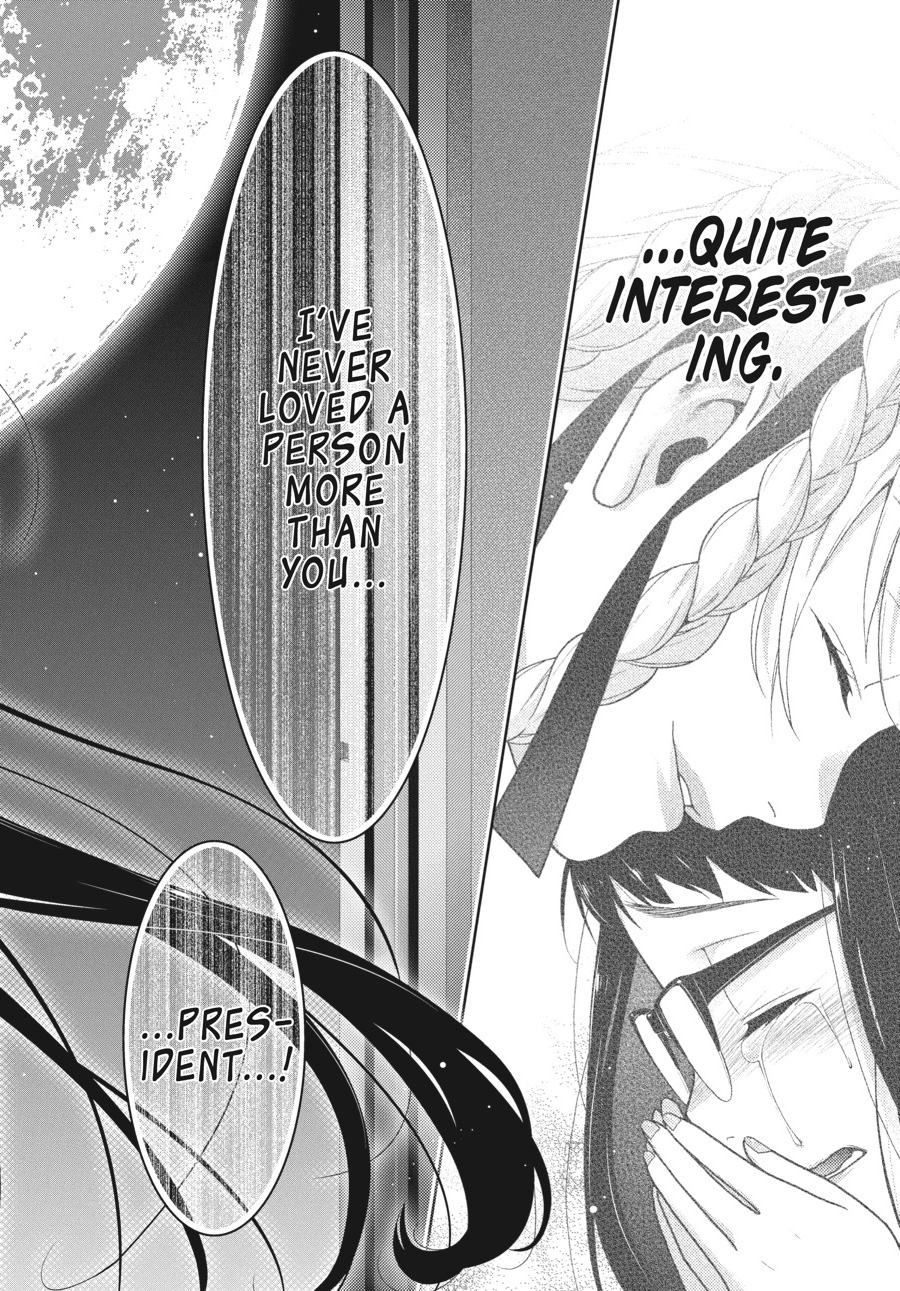 ...QUITE
INTEREST-
ING.
I'VE
NEVER
LOVED A
PERSON
MORE
THAN
YOU...
...PRES-
IDENT...!